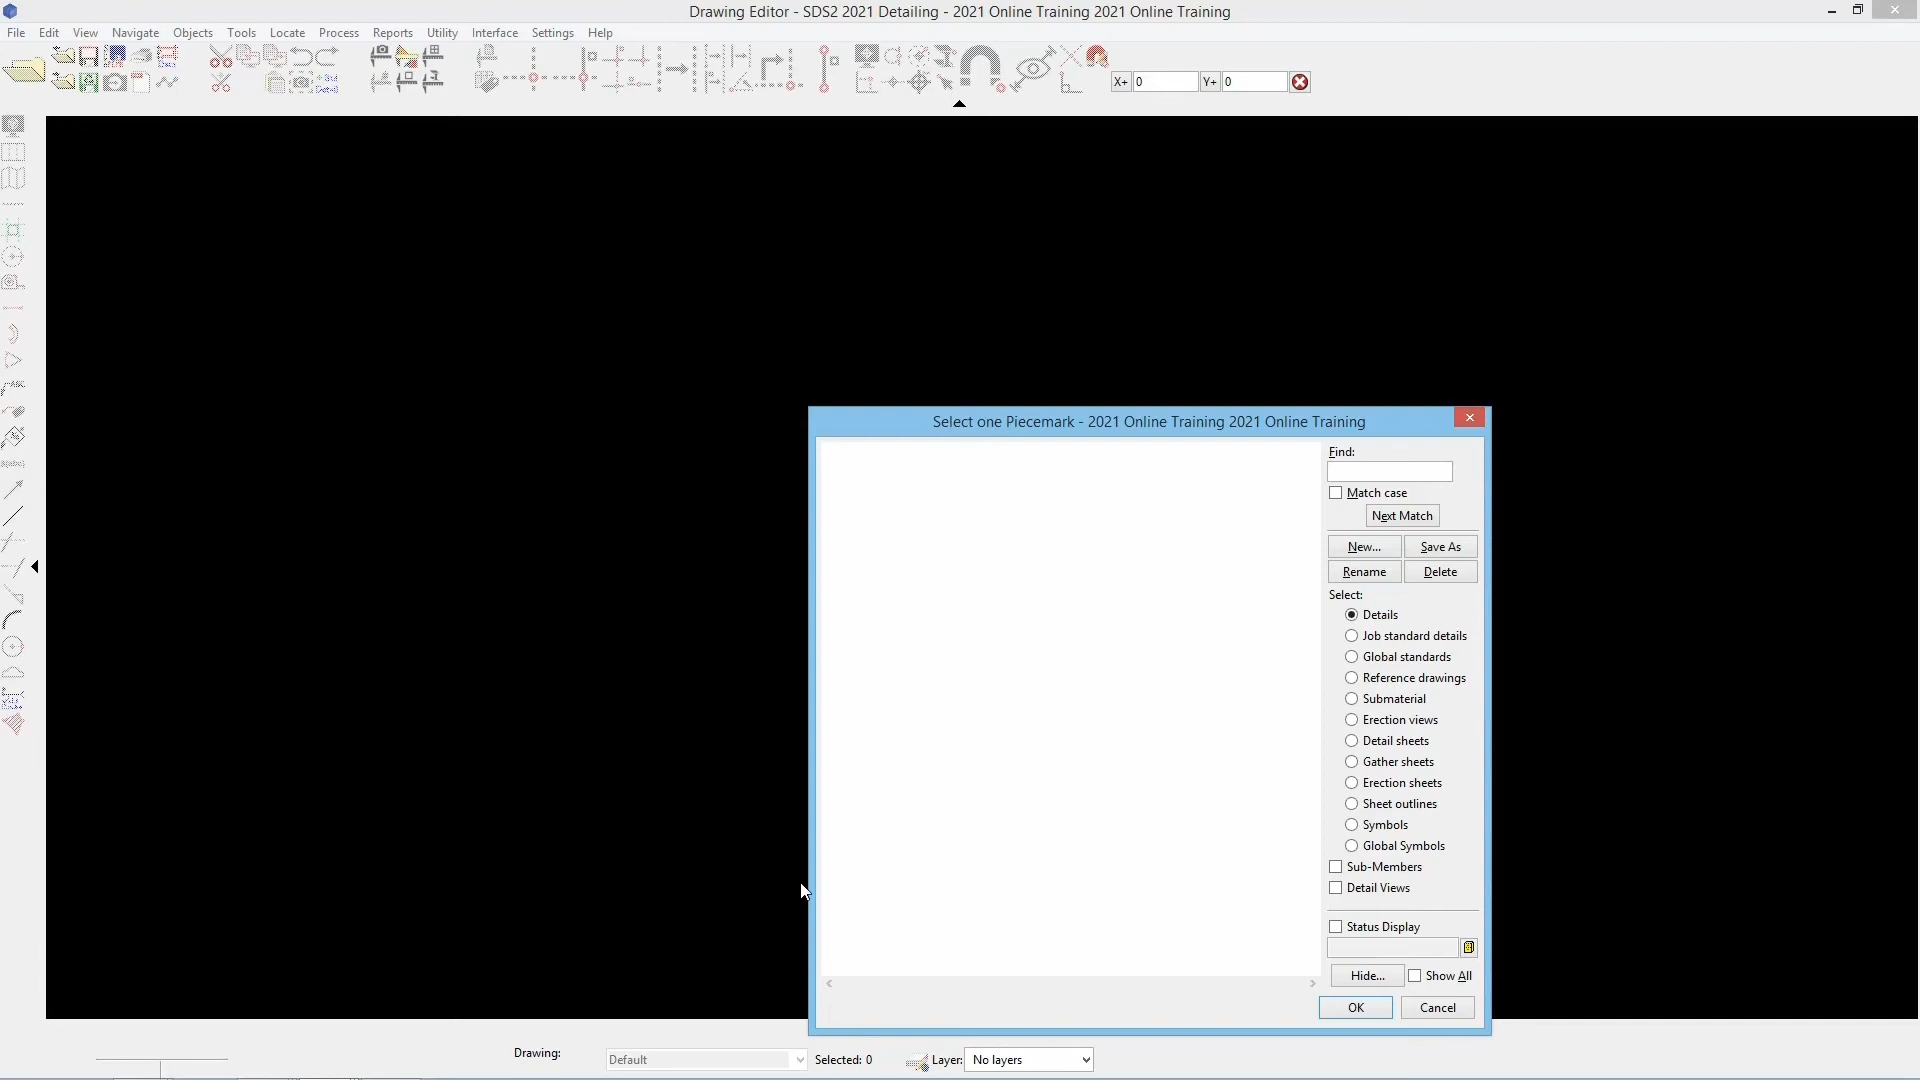 Drawing Editor - SDS2 2021 Detailing - 2021 Online Training 2021 Online Training
File Edit View Navigate Objects Tools Locate Process Reports Utility Interface Settings Help
X+ 0 Y+ 0
Select one Piecemark - 2021 Online Training 2021 Online Training
Find:
Match case
Next Match
New... Save As
Rename Delete
Select:
Details
Job standard details
Global standards
Reference drawings
Submaterial
Erection views
Detail sheets
Gather sheets
Erection sheets
Sheet outlines
Symbols
Global Symbols
Sub-Members
Detail Views
Status Display
Hide... Show All
OK Cancel
Drawing: Default Selected: 0 Layer: No layers